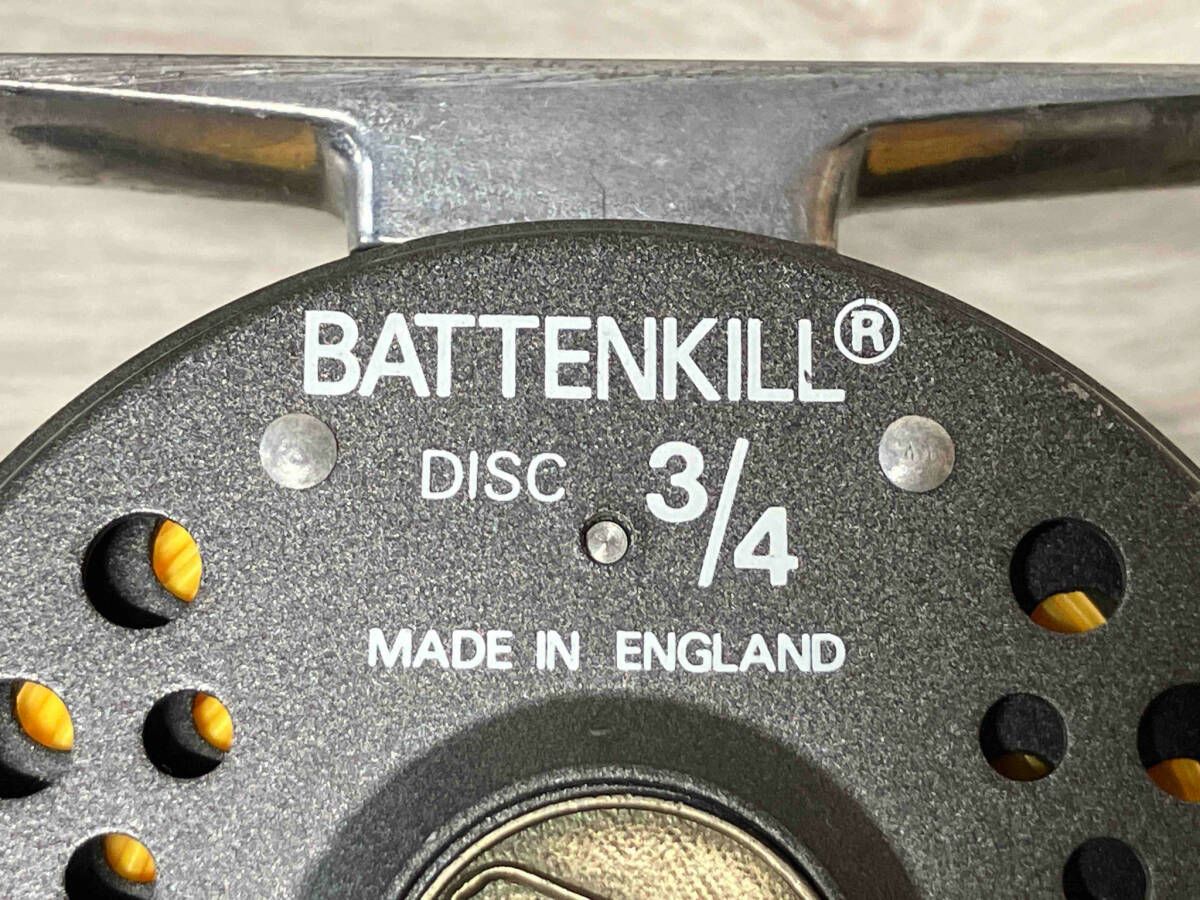 BATTENKILL®
DISC 3/4
MADE IN ENGLAND